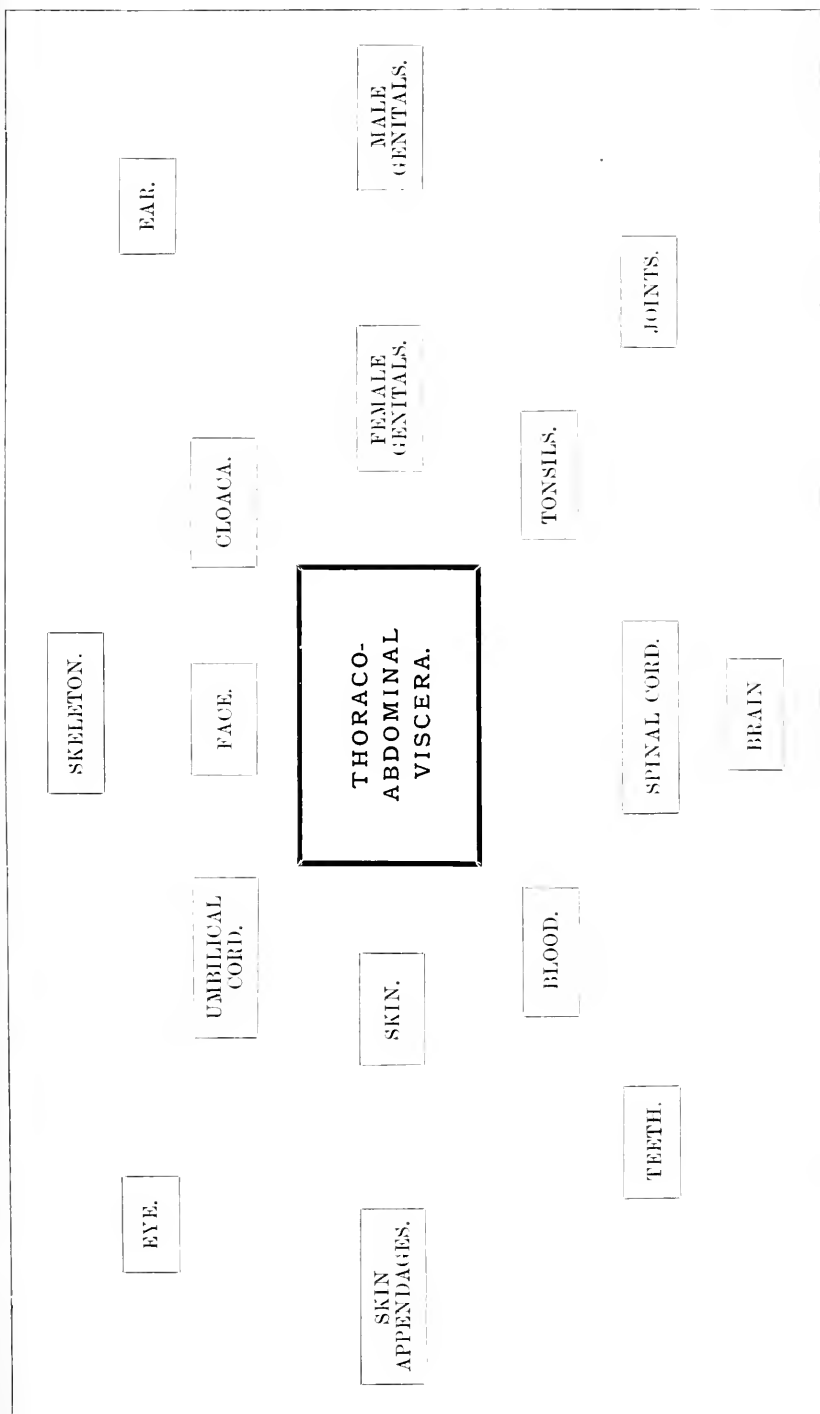 SKELETON.
EYE.
EAR.
UMBILICAL
CORD.
FACE.
CLOACA.
SKIN
APPENDAGES.
SKIN.
THORACO-
ABDOMINAL
VISCERA.
FEMALE
GENITALS.
MALE
GENITALS.
BLOOD.
TONSILS.
TEETH.
SPINAL CORD.
JOINTS.
BRAIN